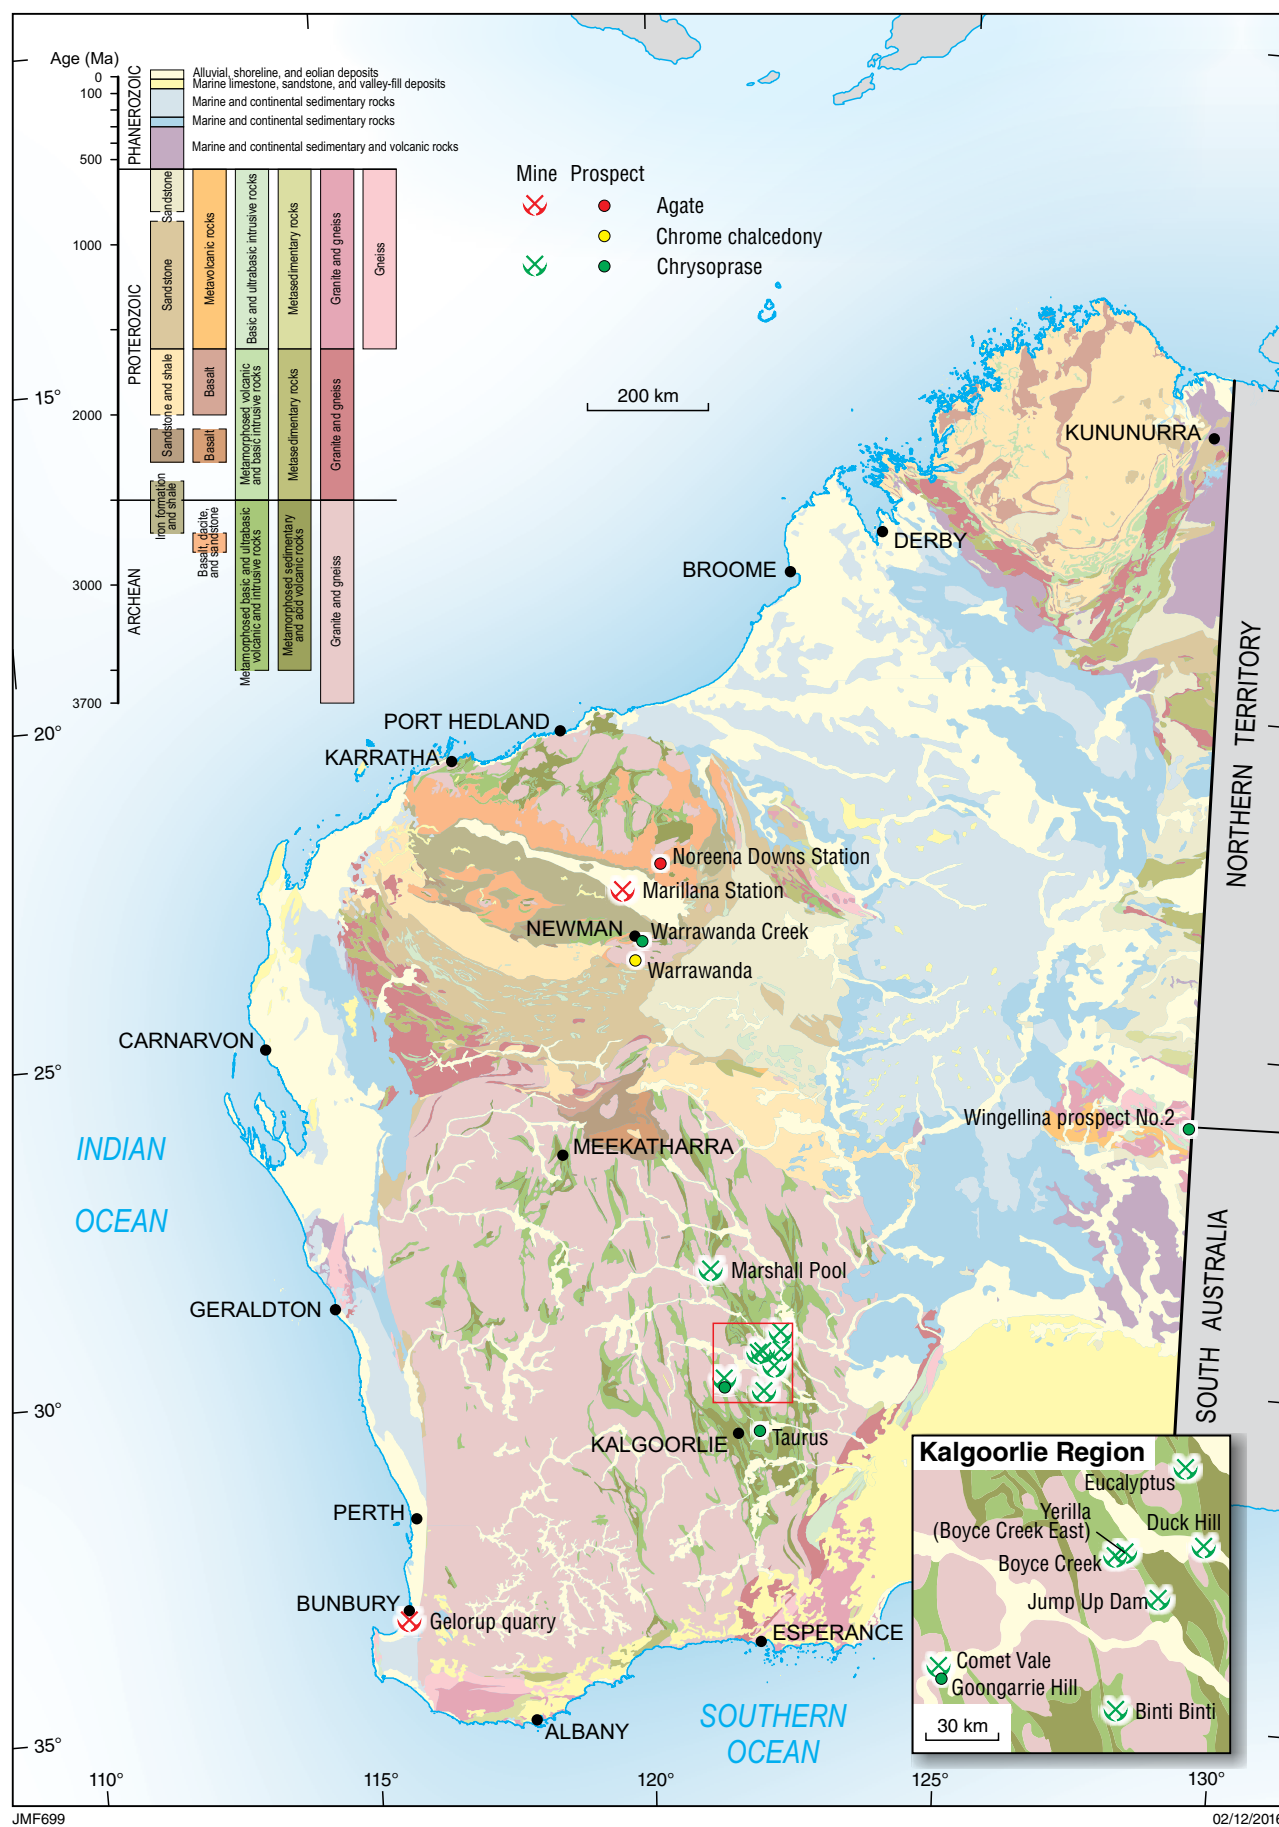 Age (Ma)
0
100
500
1000
2000
3000
3700
PHANEROZOIC
PROTEROZOIC
ARCHEAN
Alluvial, shoreline, and eolian deposits
Marine limestone, sandstone, and valley-fill deposits
Marine and continental sedimentary rocks
Marine and continental sedimentary rocks
Marine and continental sedimentary and volcanic rocks
Sandstone
Sandstone
Sandstone and shale
Sandstone and shale
Iron formation
and shale
Metavolcanic rocks
Basalt
Basalt
Basalt, dacite,
and sandstone
Basic and ultrabasic intrusive rocks
Metamorphosed volcanic
and basic intrusive rocks
Metamorphosed basic and ultrabasic
volcanic and intrusive rocks
Metasedimentary rocks
Metasedimentary rocks
Metamorphosed sedimentary
and acid volcanic rocks
Granite and gneiss
Granite and gneiss
Granite and gneiss
Gneiss
Mine Prospect
Agate
Chrome chalcedony
Chrysoprase
200 km
15°
20°
25°
30°
35°
110°
115°
120°
125°
130°
KUNUNURRA
DERBY
BROOME
PORT HEDLAND
KARRATHA
Noreena Downs Station
Marillana Station
NEWMAN
Warrawanda Creek
Warrawanda
CARNARVON
Wingellina prospect No.2
MEEKATHARRA
INDIAN
OCEAN
Marshall Pool
GERALDTON
KALGOORLIE
Taurus
PERTH
BUNBURY
Gelorup quarry
ESPERANCE
ALBANY
SOUTHERN
OCEAN
NORTHERN TERRITORY
SOUTH AUSTRALIA
Kalgoorlie Region
Eucalyptus
Yerilla
(Boyce Creek East)
Duck Hill
Boyce Creek
Jump Up Dam
Comet Vale
Goongarrie Hill
Binti Binti
30 km
JMF699
02/12/2016